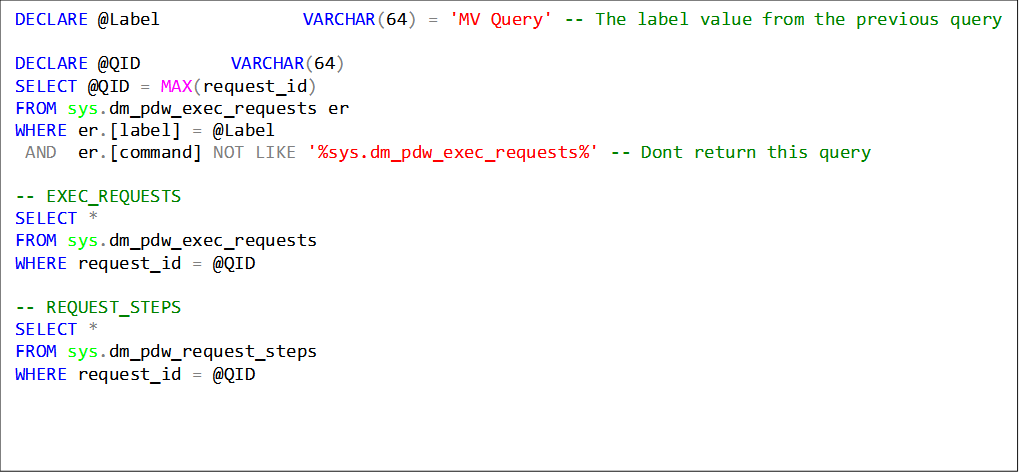 DECLARE @Label VARCHAR(64) = 'MV Query' -- The label value from the previous query
DECLARE @QID VARCHAR(64)
SELECT @QID = MAX(request_id)
FROM sys.dm_pdw_exec_requests er
WHERE er.[label] = @Label
AND er.[command] NOT LIKE '%sys.dm_pdw_exec_requests%' -- Dont return this query
-- EXEC_REQUESTS
SELECT *
FROM sys.dm_pdw_exec_requests
WHERE request_id = @QID
-- REQUEST_STEPS
SELECT *
FROM sys.dm_pdw_request_steps
WHERE request_id = @QID